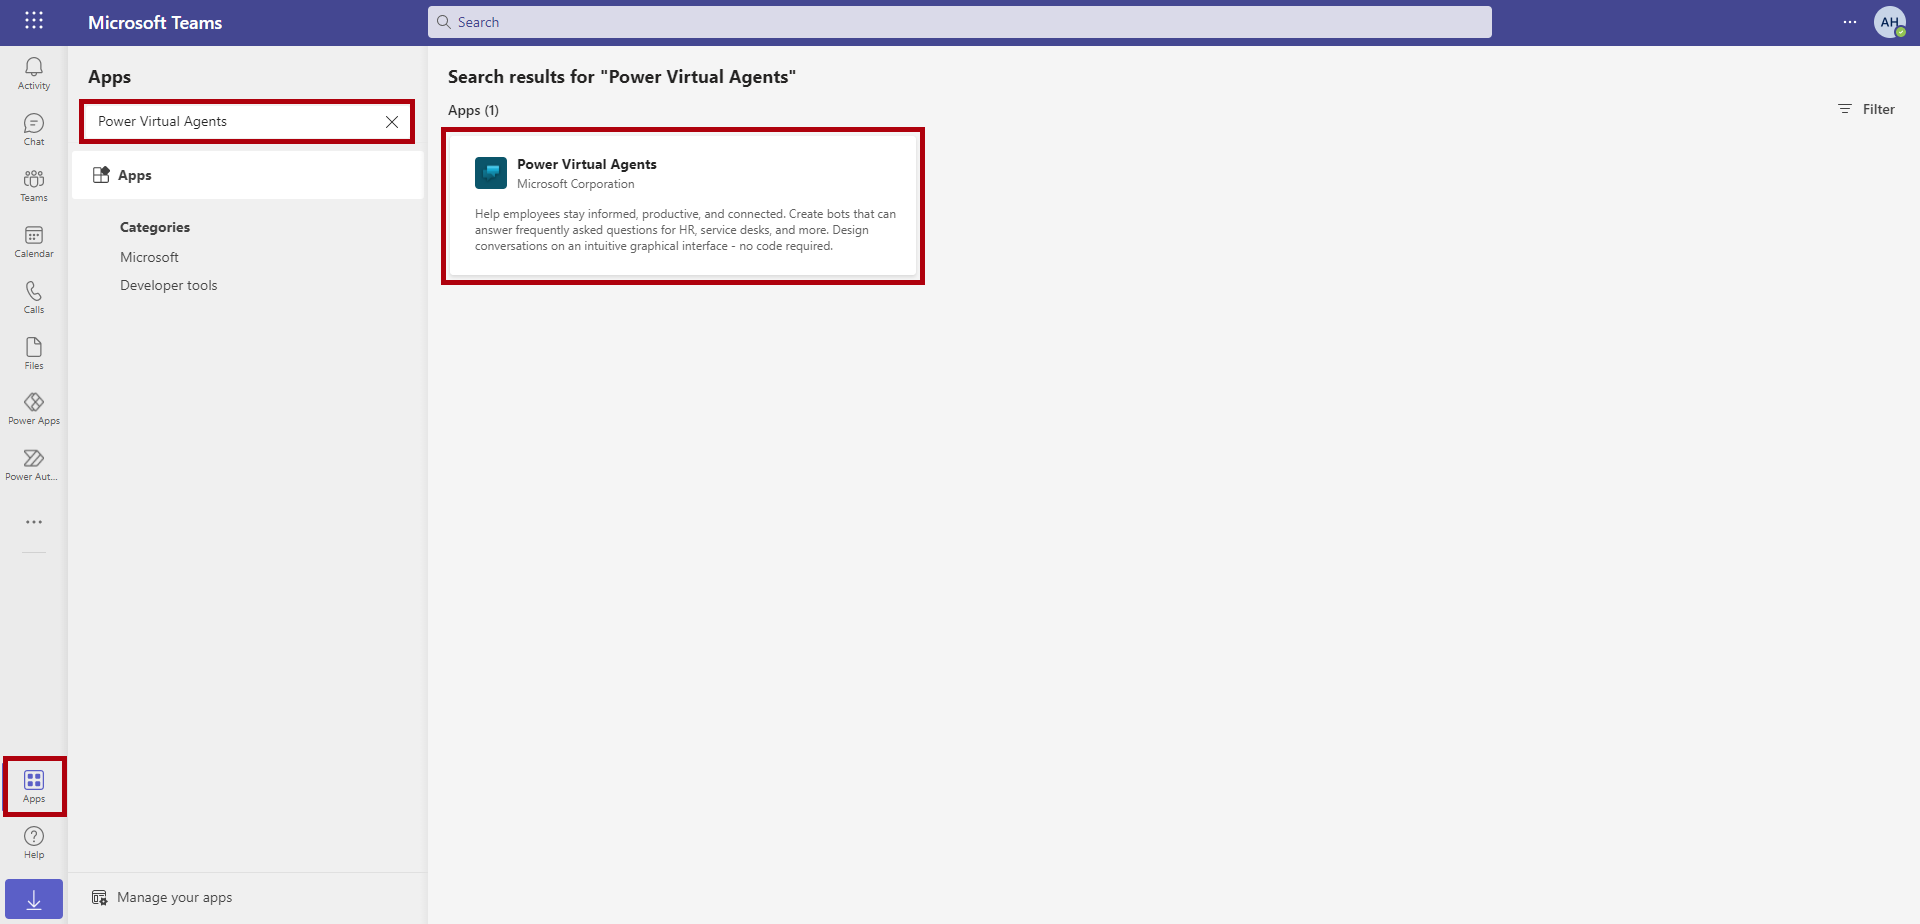 Microsoft Teams
Search
AH
Activity
Chat
Teams
Calendar
Calls
Files
Power Apps
Power Aut...
Apps
Help
Apps
Power Virtual Agents
Apps
Categories
Microsoft
Developer tools
Manage your apps
Search results for "Power Virtual Agents"
Apps (1)
Filter
Power Virtual Agents
Microsoft Corporation
Help employees stay informed, productive, and connected. Create bots that can
answer frequently asked questions for HR, service desks, and more. Design
conversations on an intuitive graphical interface - no code required.